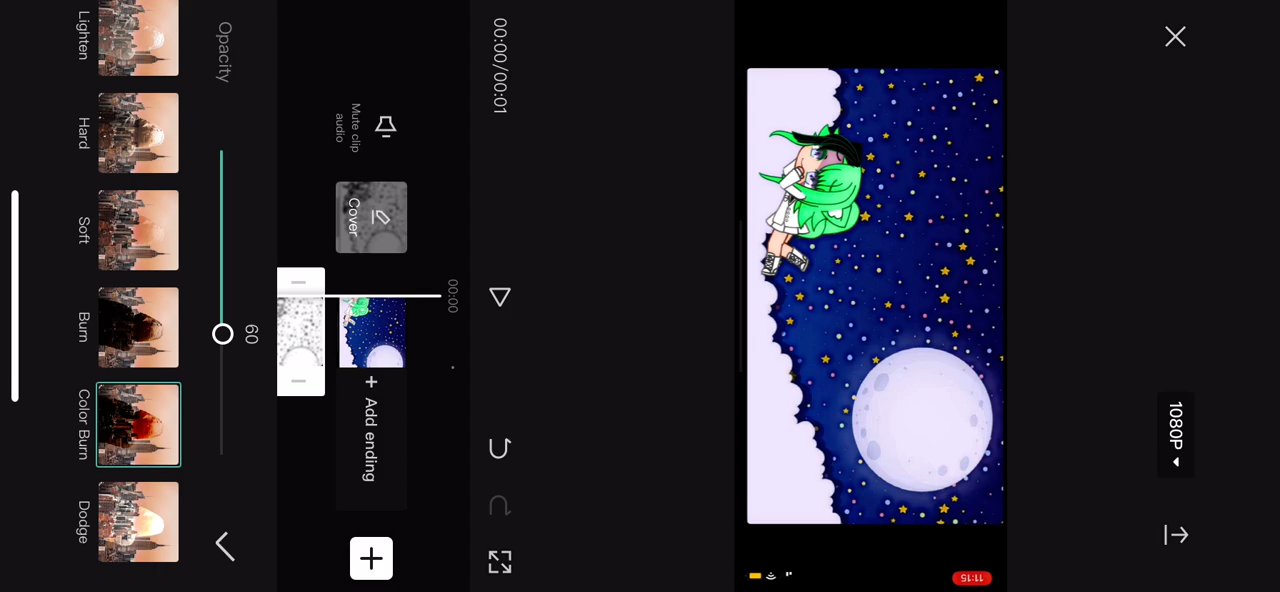 1080P
11:15
00:00/00:01
00:00
Mute clip
audio
Cover
+ Add ending
Opacity
60
Lighten
Hard
Soft
Burn
Color Burn
Dodge